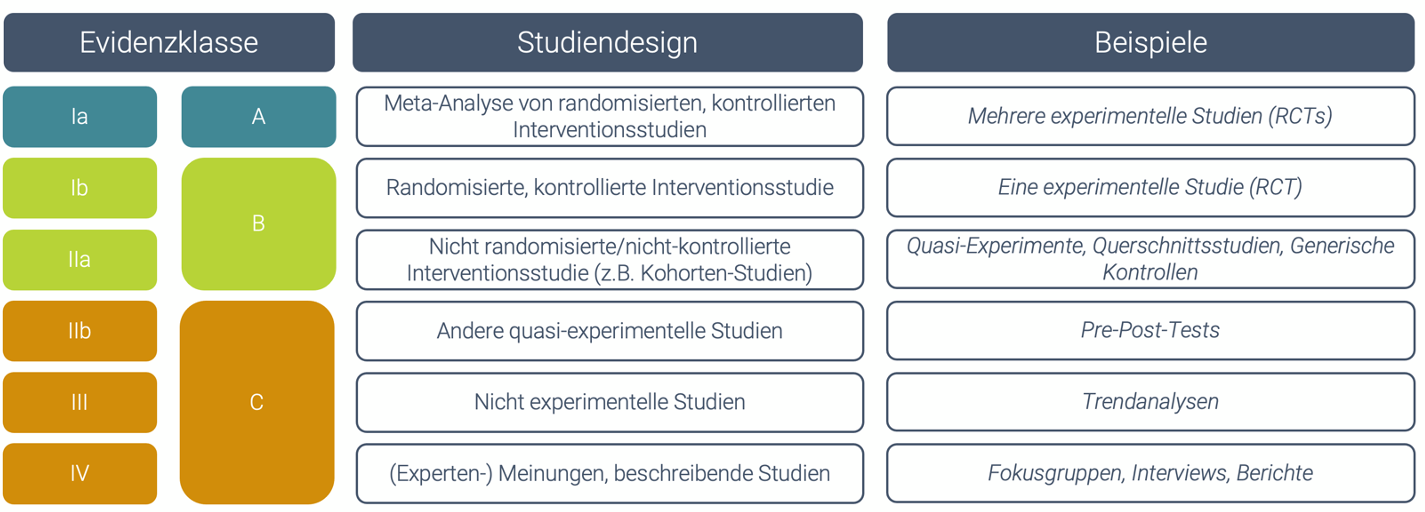 Evidenzklasse
Studiendesign
Beispiele
Ia
A
Meta-Analyse von randomisierten, kontrollierten
Interventionsstudien
Mehrere experimentelle Studien (RCTs)
Ib
B
Randomisierte, kontrollierte Interventionsstudie
Eine experimentelle Studie (RCT)
IIa
Nicht randomisierte/nicht-kontrollierte
Interventionsstudie (z.B. Kohorten-Studien)
Quasi-Experimente, Querschnittsstudien, Generische
Kontrollen
IIb
C
Andere quasi-experimentelle Studien
Pre-Post-Tests
III
Nicht experimentelle Studien
Trendanalysen
IV
(Experten-) Meinungen, beschreibende Studien
Fokusgruppen, Interviews, Berichte